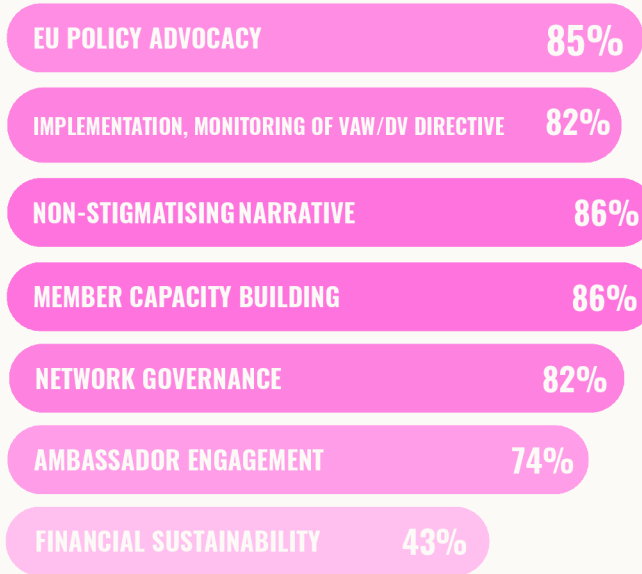 EU POLICY ADVOCACY 85%
IMPLEMENTATION, MONITORING OF VAW/DV DIRECTIVE 82%
NON-STIGMATISING NARRATIVE 86%
MEMBER CAPACITY BUILDING 86%
NETWORK GOVERNANCE 82%
AMBASSADOR ENGAGEMENT 74%
FINANCIAL SUSTAINABILITY 43%